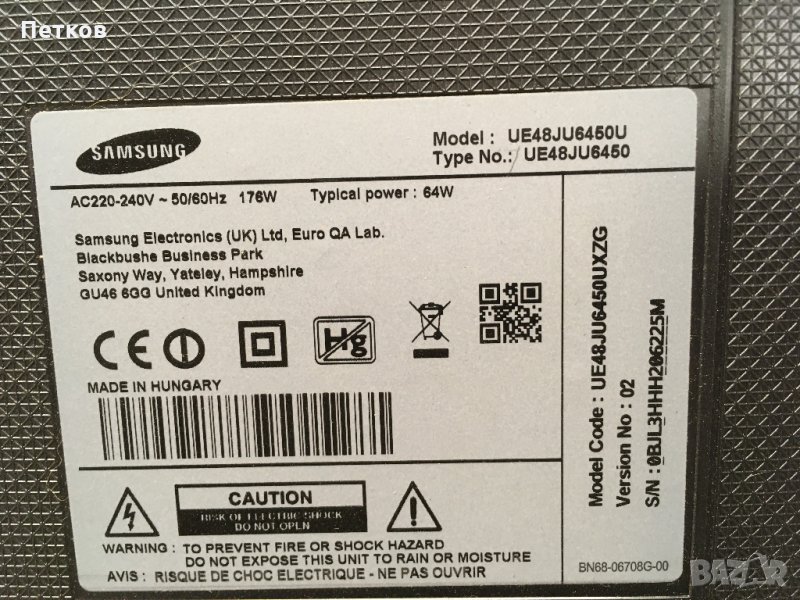 Петков
SAMSUNG
Model : UE48JU6450U
Type No.: UE48JU6450
AC220-240V ~ 50/60Hz 176W Typical power : 64W
Samsung Electronics (UK) Ltd, Euro QA Lab.
Blackbushe Business Park
Saxony Way, Yateley, Hampshire
GU46 6GG United Kingdom
CE
Hg
MADE IN HUNGARY
CAUTION
RISK OF ELECTRIC SHOCK
DO NOT OPEN
WARNING : TO PREVENT FIRE OR SHOCK HAZARD
DO NOT EXPOSE THIS UNIT TO RAIN OR MOISTURE
AVIS : RISQUE DE CHOC ELECTRIQUE - NE PAS OUVRIR
Model Code : UE48JU6450UXZG
Version No : 02
S/N : 0BJL3HHH206225M
BN68-06708G-00
BAZAR